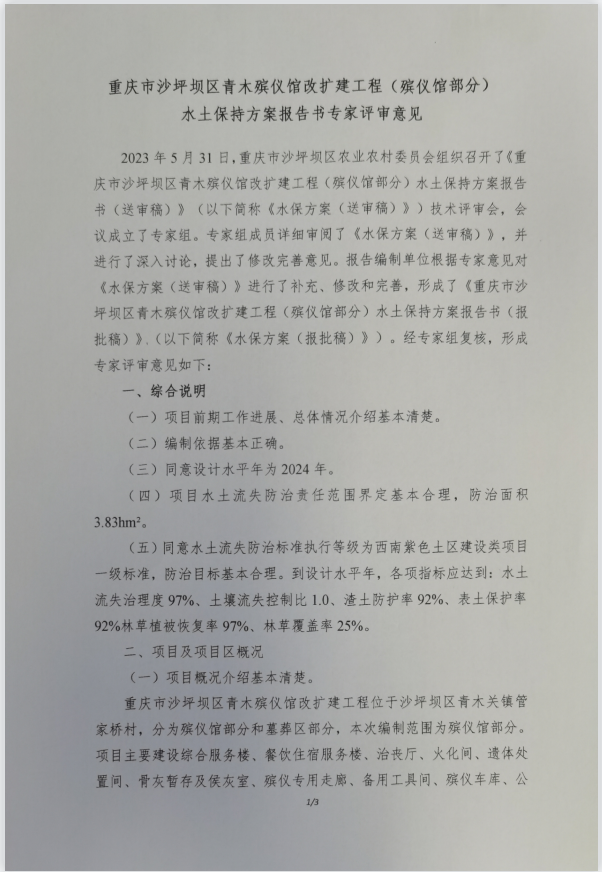 重庆市沙坪坝区青木殡仪馆改扩建工程（殡仪馆部分）
水土保持方案报告书专家评审意见
2023 年 5 月 31 日，重庆市沙坪坝区农业农村委员会组织召开了《重
庆市沙坪坝区青木殡仪馆改扩建工程（殡仪馆部分）水土保持方案报告
书（送审稿）》（以下简称《水保方案（送审稿）》）技术评审会，会
议成立了专家组。专家组成员详细审阅了《水保方案（送审稿）》，并
进行了深入讨论，提出了修改完善意见。报告编制单位根据专家意见对
《水保方案（送审稿）》进行了补充、修改和完善，形成了《重庆市沙
坪坝区青木殡仪馆改扩建工程（殡仪馆部分）水土保持方案报告书（报
批稿）》.（以下简称《水保方案（报批稿）》）。经专家组复核，形成
专家评审意见如下：
一、综合说明
（一）项目前期工作进展、总体情况介绍基本清楚。
（二）编制依据基本正确。
（三）同意设计水平年为 2024 年。
（四）项目水土流失防治责任范围界定基本合理，防治面积
3.83hm²。
（五）同意水土流失防治标准执行等级为西南紫色土区建设类项目
一级标准，防治目标基本合理。到设计水平年，各项指标应达到：水土
流失治理度 97%、土壤流失控制比 1.0、渣土防护率 92%、表土保护率
92%林草植被恢复率 97%、林草覆盖率 25%。
二、项目及项目区概况
（一）项目概况介绍基本清楚。
重庆市沙坪坝区青木殡仪馆改扩建工程位于沙坪坝区青木关镇管
家桥村，分为殡仪馆部分和墓葬区部分，本次编制范围为殡仪馆部分。
项目主要建设综合服务楼、餐饮住宿服务楼、治丧厅、火化间、遗体处
置间、骨灰暂存及侯灰室、殡仪专用走廊、备用工具间、殡仪车库、公
1/3